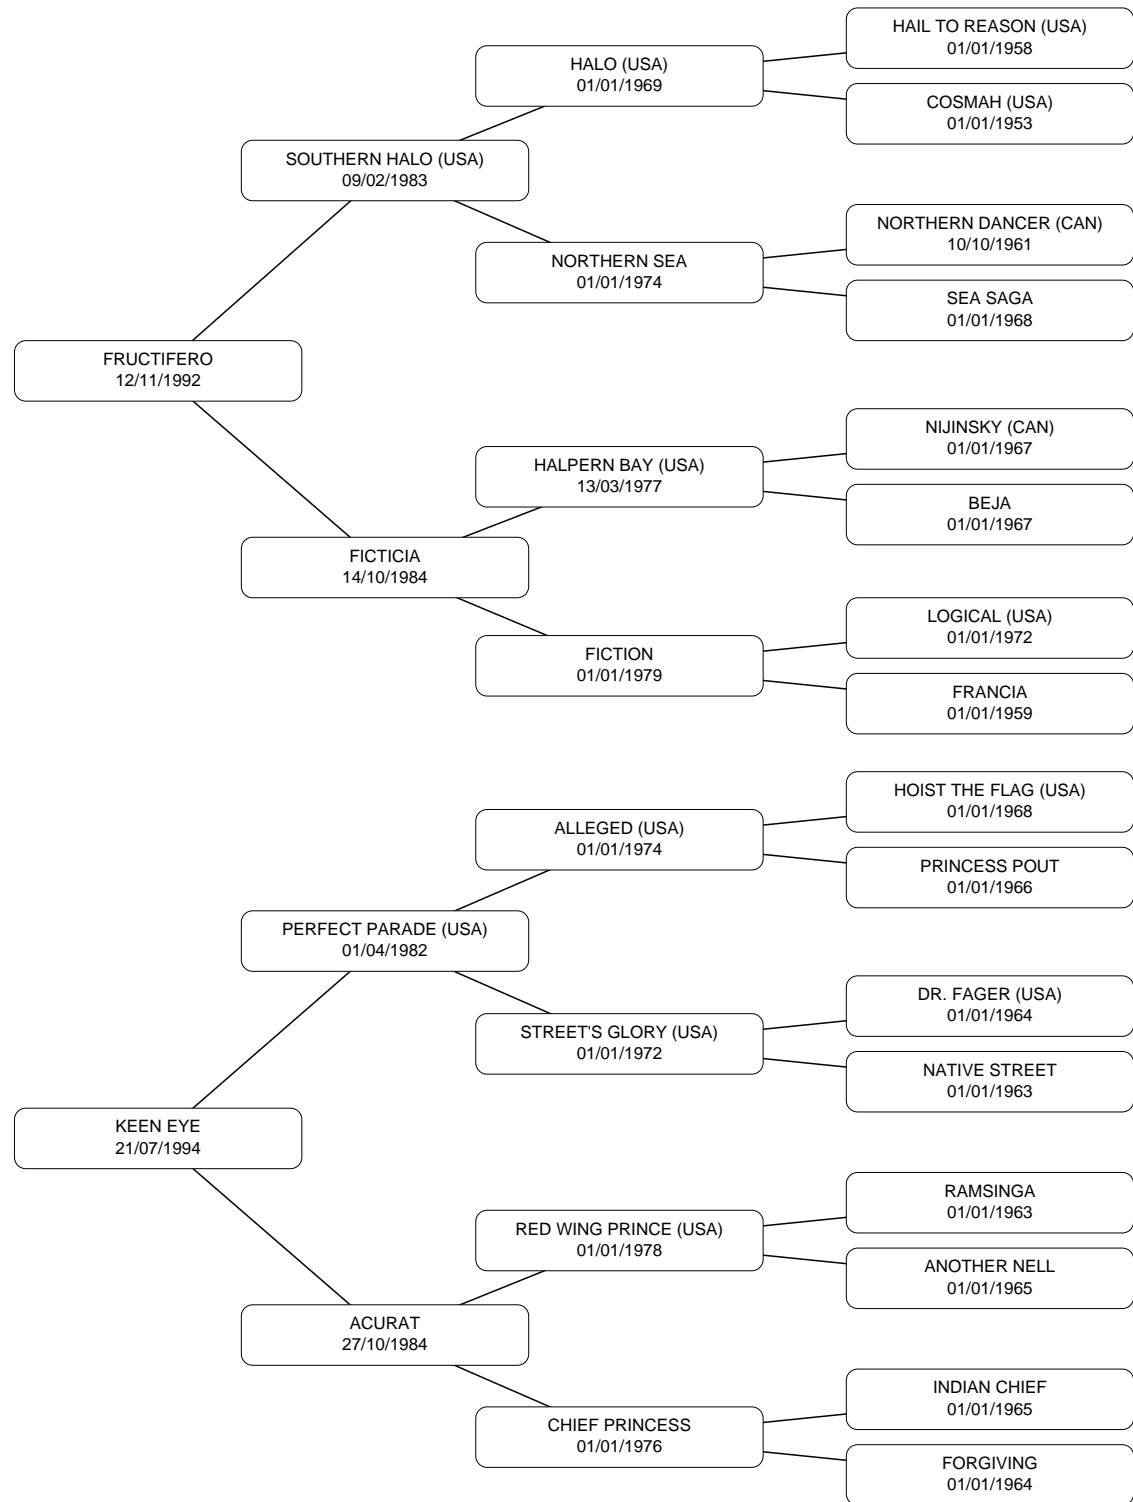 HAIL TO REASON (USA)
01/01/1958
HALO (USA)
01/01/1969
COSMAH (USA)
01/01/1953
SOUTHERN HALO (USA)
09/02/1983
NORTHERN DANCER (CAN)
10/10/1961
NORTHERN SEA
01/01/1974
SEA SAGA
01/01/1968
FRUCTIFERO
12/11/1992
NIJINSKY (CAN)
01/01/1967
HALPERN BAY (USA)
13/03/1977
BEJA
01/01/1967
FICTICIA
14/10/1984
LOGICAL (USA)
01/01/1972
FICTION
01/01/1979
FRANCIA
01/01/1959
HOIST THE FLAG (USA)
01/01/1968
ALLEGED (USA)
01/01/1974
PRINCESS POUT
01/01/1966
PERFECT PARADE (USA)
01/04/1982
DR. FAGER (USA)
01/01/1964
STREET'S GLORY (USA)
01/01/1972
NATIVE STREET
01/01/1963
KEEN EYE
21/07/1994
RAMSINGA
01/01/1963
RED WING PRINCE (USA)
01/01/1978
ANOTHER NELL
01/01/1965
ACURAT
27/10/1984
INDIAN CHIEF
01/01/1965
CHIEF PRINCESS
01/01/1976
FORGIVING
01/01/1964